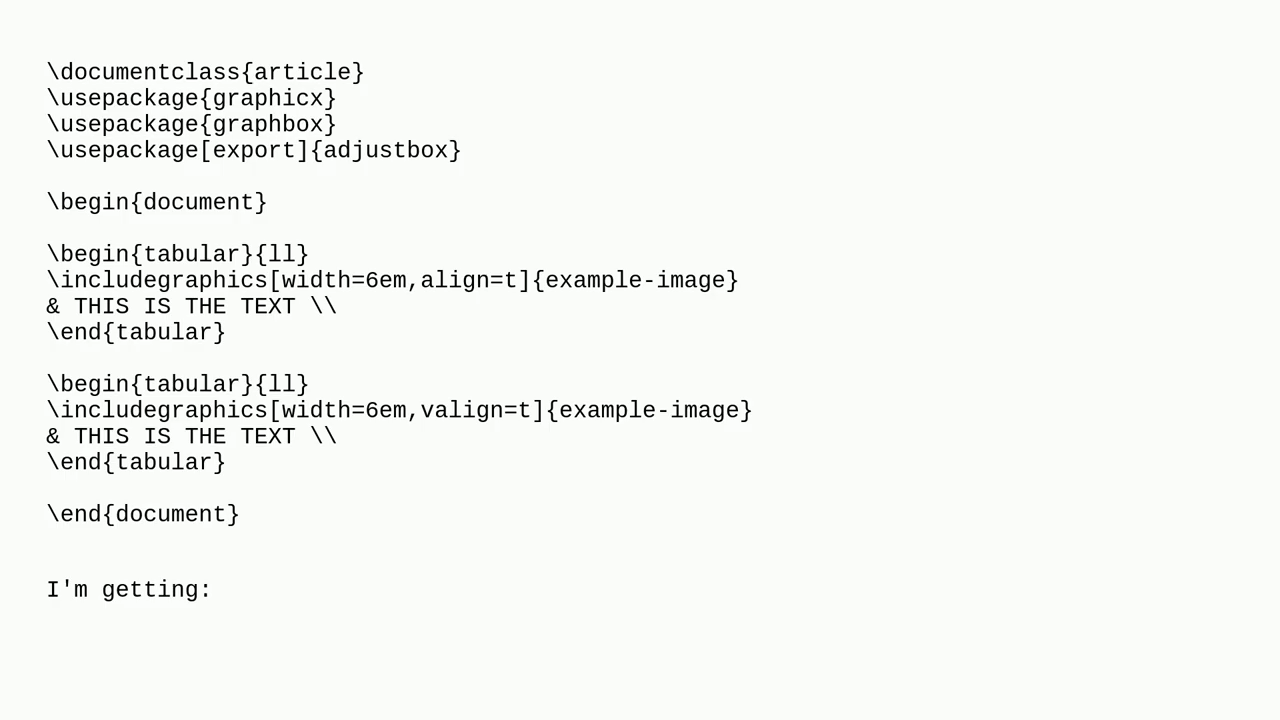 \documentclass{article}
\usepackage{graphicx}
\usepackage{graphbox}
\usepackage[export]{adjustbox}
\begin{document}
\begin{tabular}{ll}
\includegraphics[width=6em,align=t]{example-image}
& THIS IS THE TEXT \\
\end{tabular}
\begin{tabular}{ll}
\includegraphics[width=6em,valign=t]{example-image}
& THIS IS THE TEXT \\
\end{tabular}
\end{document}
I'm getting: